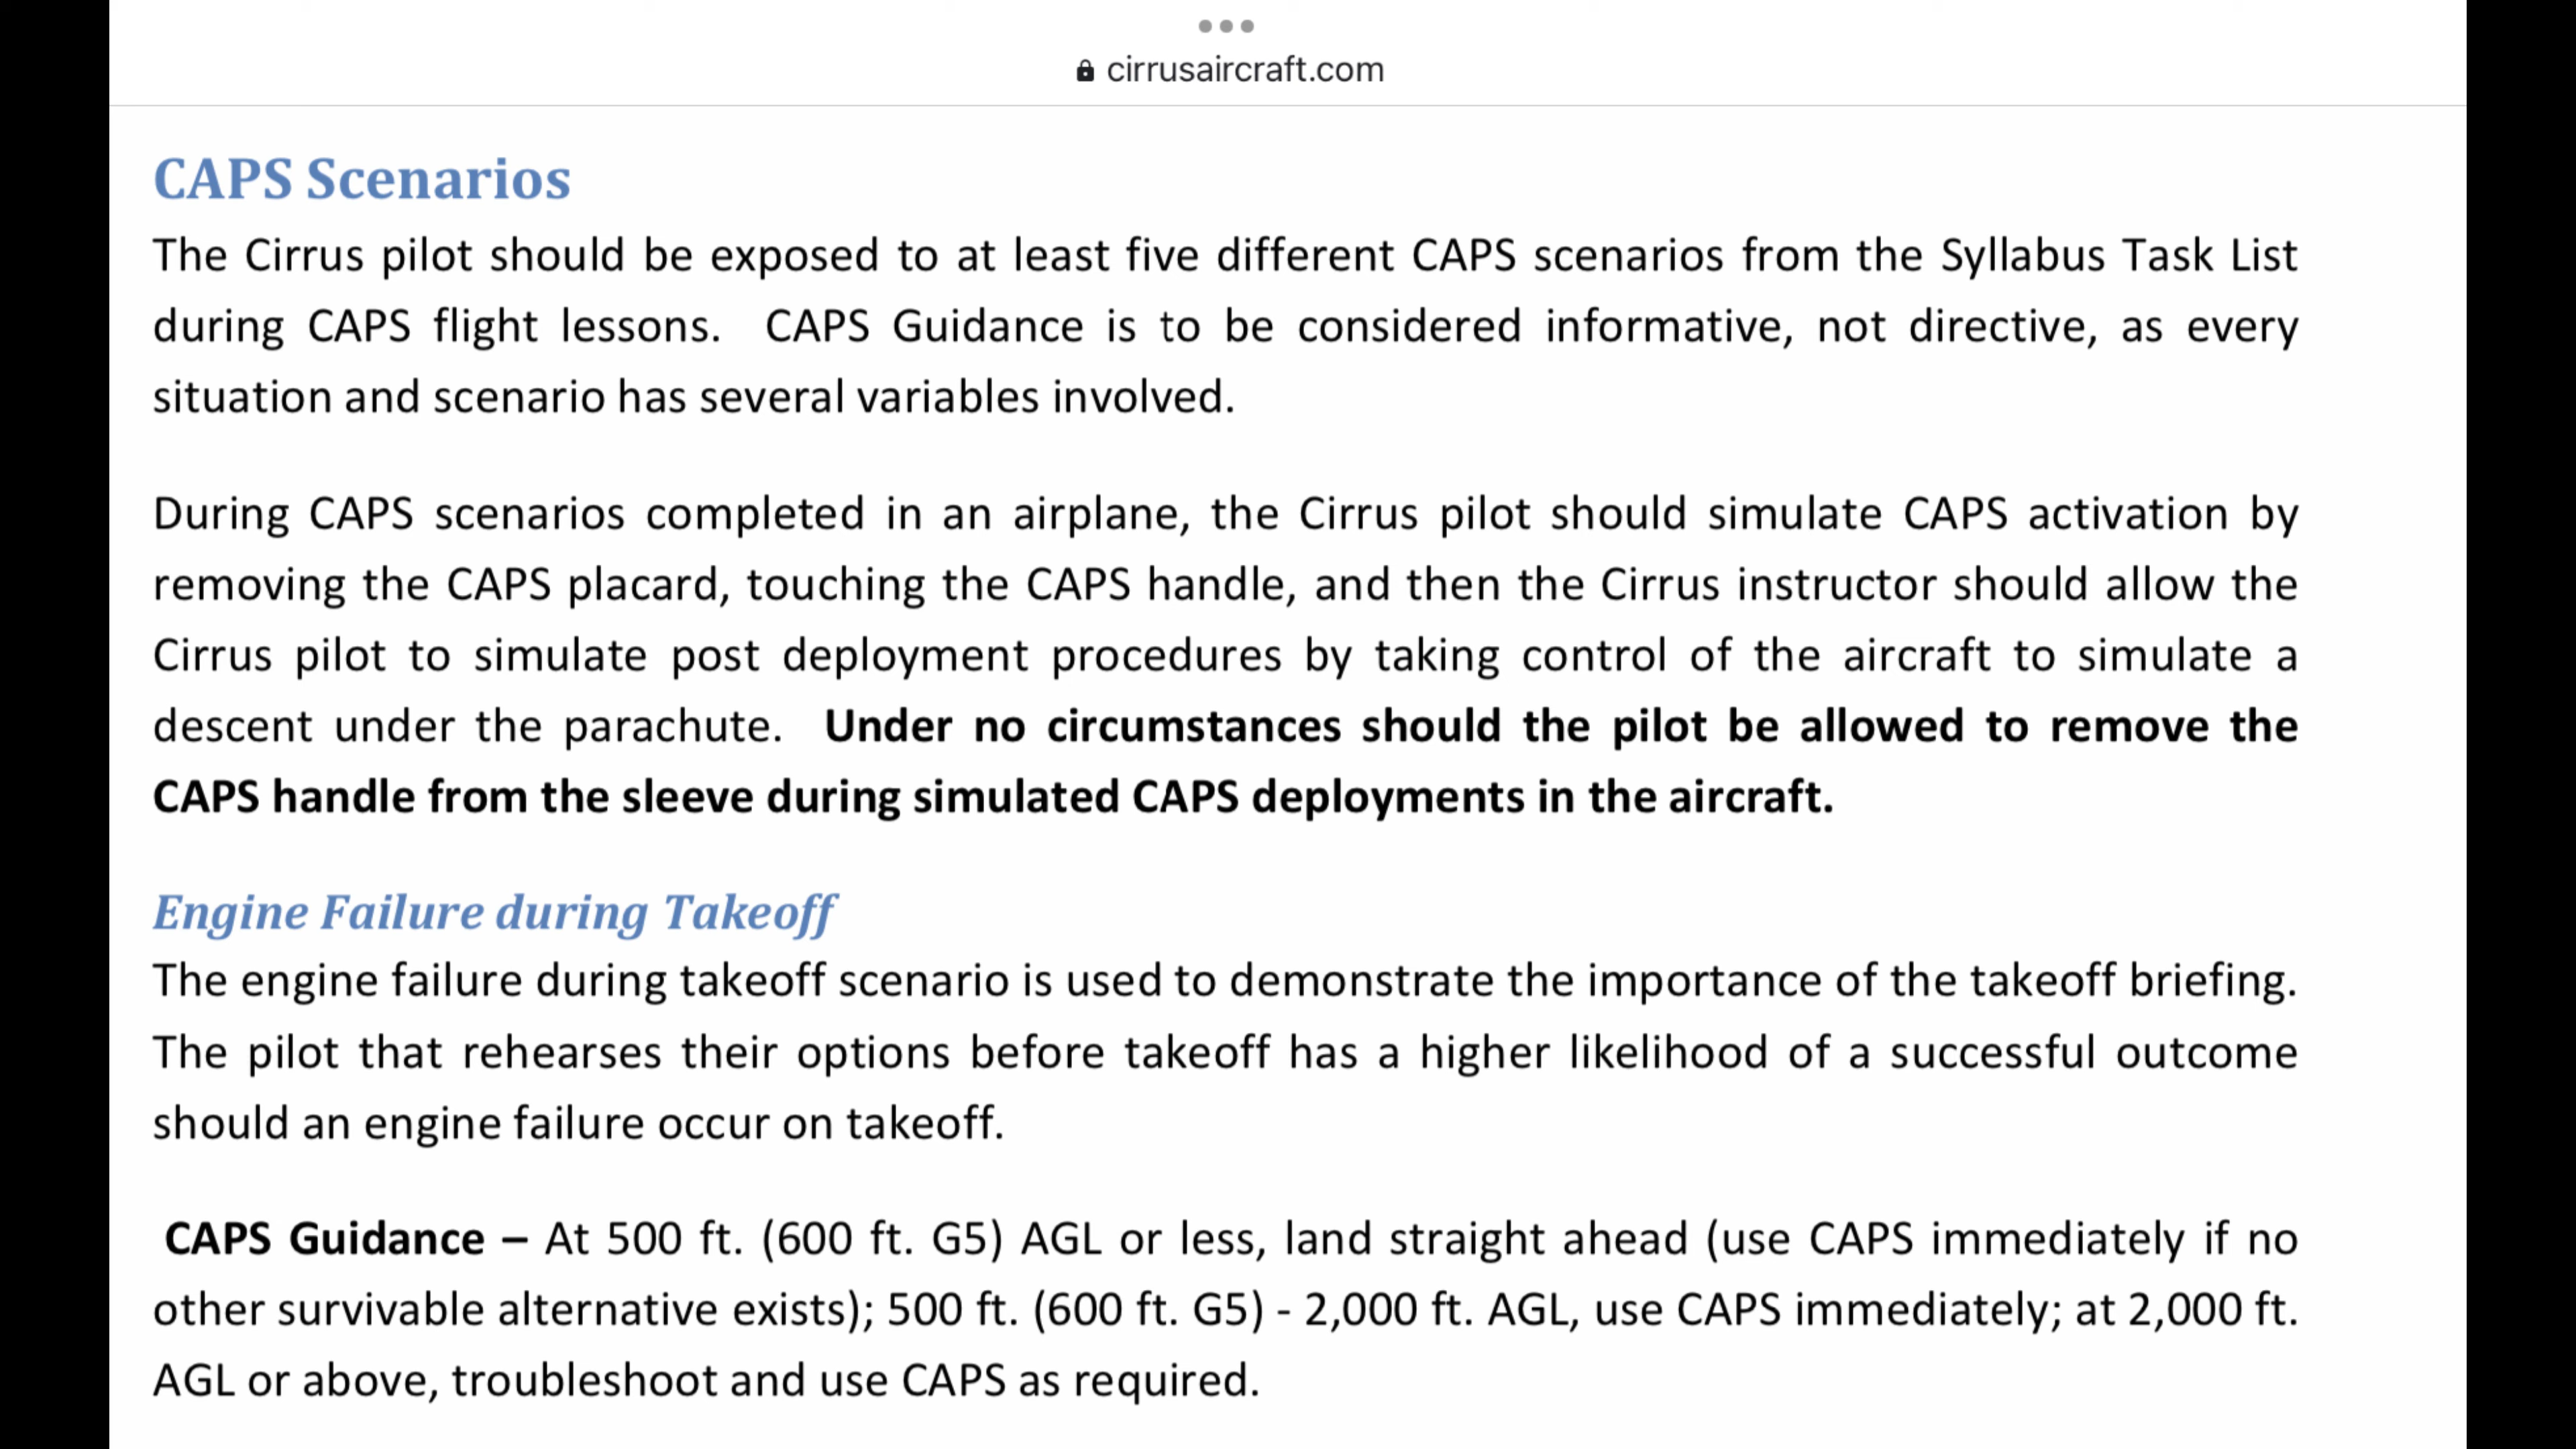 cirrusaircraft.com
CAPS Scenarios
The Cirrus pilot should be exposed to at least five different CAPS scenarios from the Syllabus Task List
during CAPS flight lessons. CAPS Guidance is to be considered informative, not directive, as every
situation and scenario has several variables involved.
During CAPS scenarios completed in an airplane, the Cirrus pilot should simulate CAPS activation by
removing the CAPS placard, touching the CAPS handle, and then the Cirrus instructor should allow the
Cirrus pilot to simulate post deployment procedures by taking control of the aircraft to simulate a
descent under the parachute. Under no circumstances should the pilot be allowed to remove the
CAPS handle from the sleeve during simulated CAPS deployments in the aircraft.
Engine Failure during Takeoff
The engine failure during takeoff scenario is used to demonstrate the importance of the takeoff briefing.
The pilot that rehearses their options before takeoff has a higher likelihood of a successful outcome
should an engine failure occur on takeoff.
CAPS Guidance – At 500 ft. (600 ft. G5) AGL or less, land straight ahead (use CAPS immediately if no
other survivable alternative exists); 500 ft. (600 ft. G5) - 2,000 ft. AGL, use CAPS immediately; at 2,000 ft.
AGL or above, troubleshoot and use CAPS as required.